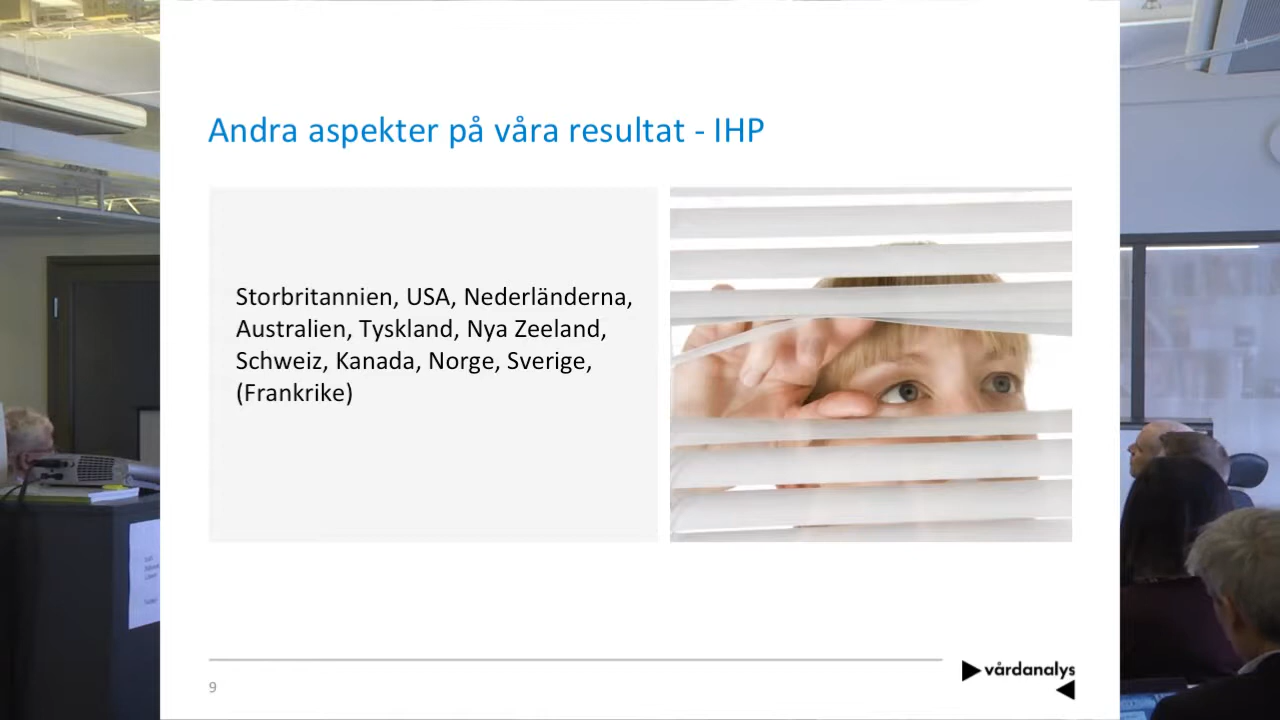 Andra aspekter på våra resultat - IHP
Storbritannien, USA, Nederländerna,
Australien, Tyskland, Nya Zeeland,
Schweiz, Kanada, Norge, Sverige,
(Frankrike)
9
vårdanalys